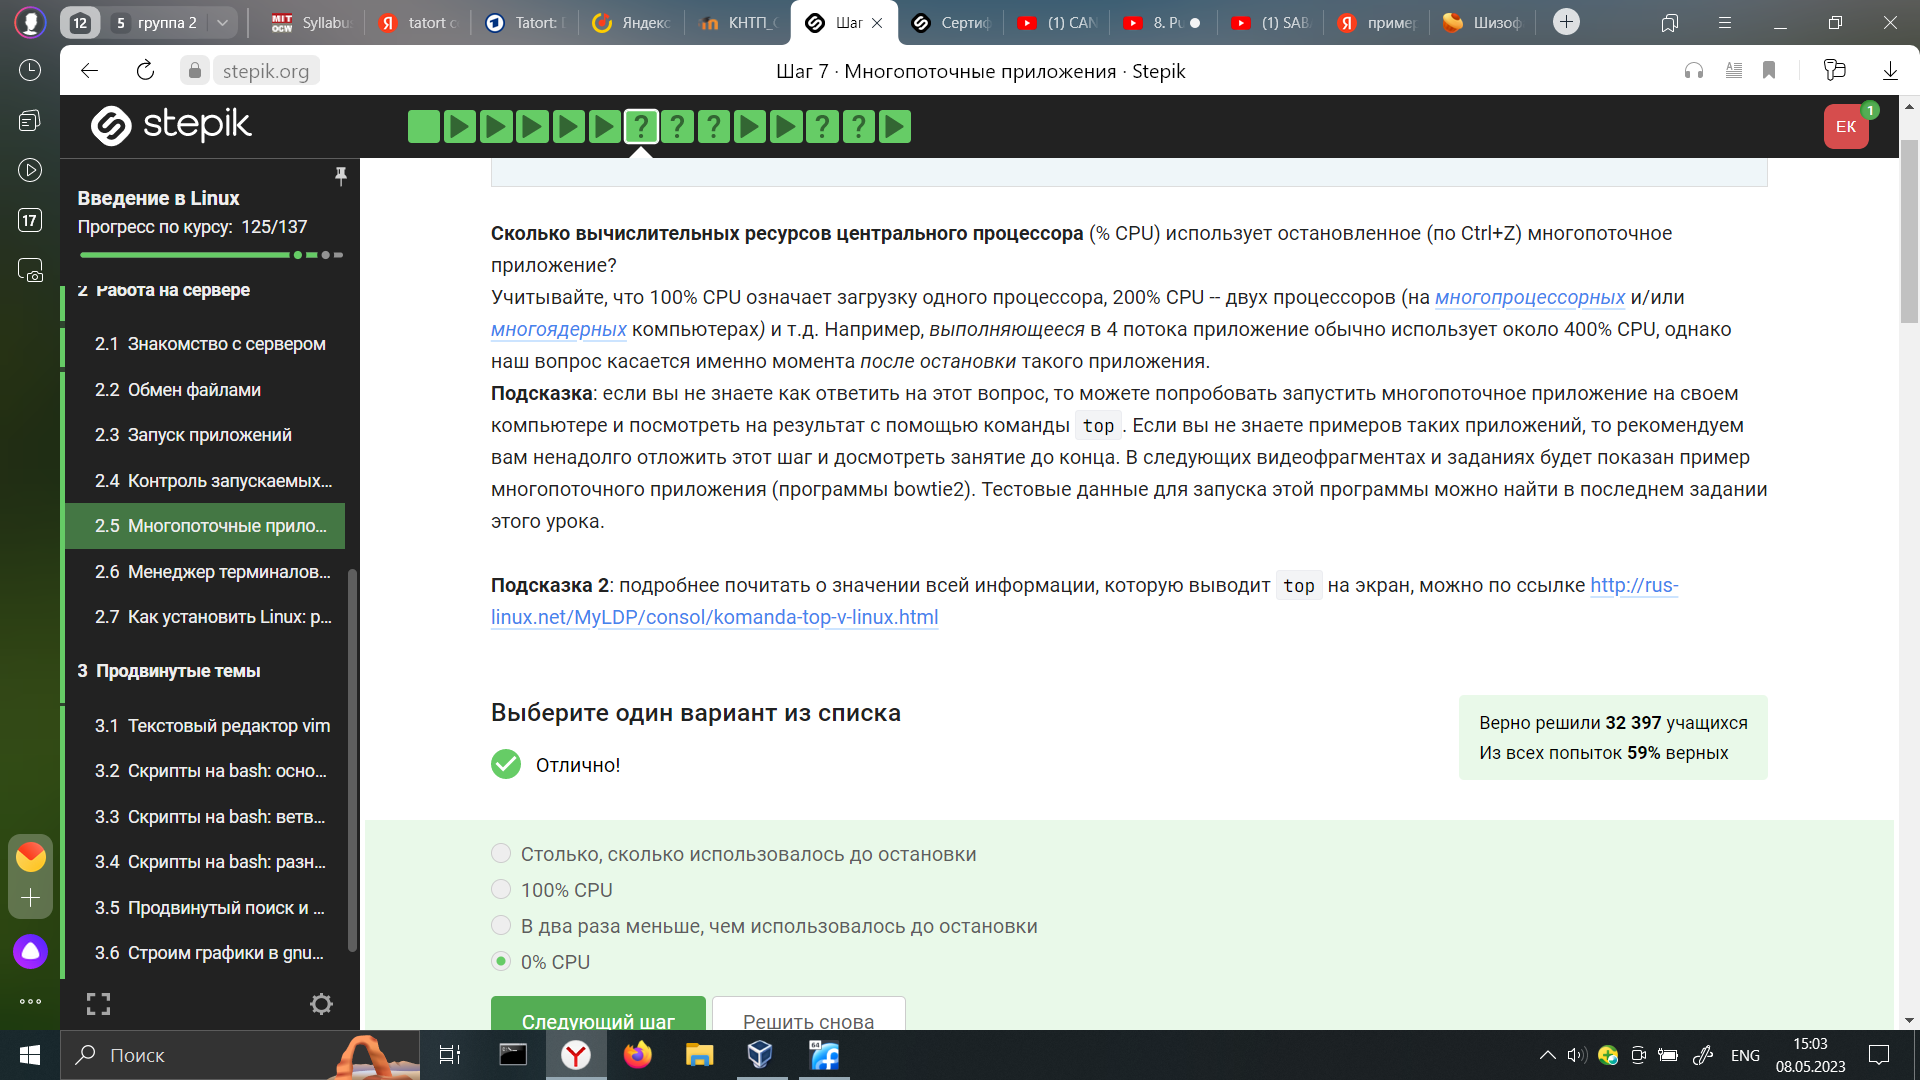 12
5 группа 2
MIT OCW Syllabu
tatort c
Tatort: D
Яндекс
КНТП_С
Шаг
Сертиф
(1) CAN
8. Pu
(1) SAB
пример
Шизоф
stepik.org
Шаг 7 · Многопоточные приложения · Stepik
17
stepik
? ? ? ? ?
ЕК
1
Введение в Linux
Прогресс по курсу: 125/137
2 Работа на сервере
2.1 Знакомство с сервером
2.2 Обмен файлами
2.3 Запуск приложений
2.4 Контроль запускаемых...
2.5 Многопоточные прило...
2.6 Менеджер терминалов...
2.7 Как установить Linux: р...
3 Продвинутые темы
3.1 Текстовый редактор vim
3.2 Скрипты на bash: осно...
3.3 Скрипты на bash: ветв...
3.4 Скрипты на bash: разн...
3.5 Продвинутый поиск и ...
3.6 Строим графики в gnu...
Сколько вычислительных ресурсов центрального процессора (% CPU) использует остановленное (по Ctrl+Z) многопоточное
приложение?
Учитывайте, что 100% CPU означает загрузку одного процессора, 200% CPU -- двух процессоров (на многопроцессорных и/или
многоядерных компьютерах) и т.д. Например, выполняющееся в 4 потока приложение обычно использует около 400% CPU, однако
наш вопрос касается именно момента после остановки такого приложения.
Подсказка: если вы не знаете как ответить на этот вопрос, то можете попробовать запустить многопоточное приложение на своем
компьютере и посмотреть на результат с помощью команды top . Если вы не знаете примеров таких приложений, то рекомендуем
вам ненадолго отложить этот шаг и досмотреть занятие до конца. В следующих видеофрагментах и заданиях будет показан пример
многопоточного приложения (программы bowtie2). Тестовые данные для запуска этой программы можно найти в последнем задании
этого урока.
Подсказка 2: подробнее почитать о значении всей информации, которую выводит top на экран, можно по ссылке http://rus-
linux.net/MyLDP/consol/komanda-top-v-linux.html
Выберите один вариант из списка
Отлично!
Верно решили 32 397 учащихся
Из всех попыток 59% верных
Столько, сколько использовалось до остановки
100% CPU
В два раза меньше, чем использовалось до остановки
0% CPU
Следующий шаг
Решить снова
Поиск
64
ENG
15:03
08.05.2023